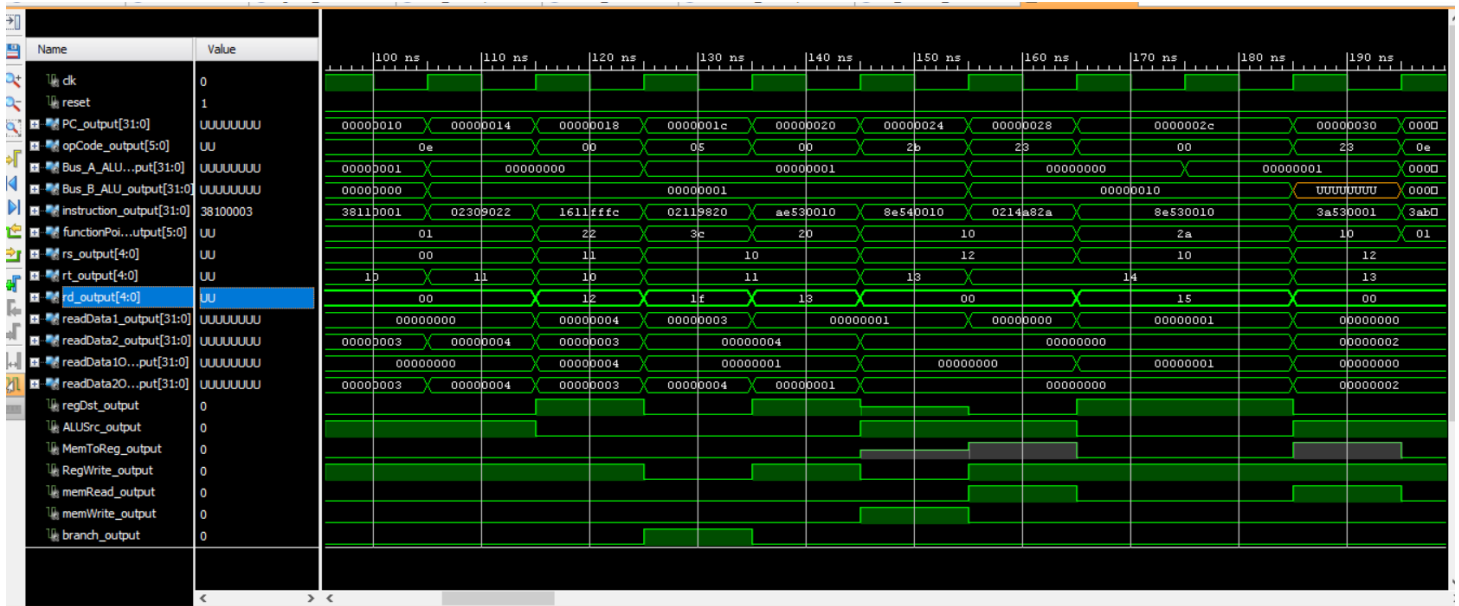 Name Value
100 ns 110 ns 120 ns 130 ns 140 ns 150 ns 160 ns 170 ns 180 ns 190 ns
clk 0
reset 1
PC_output[31:0] UUUUUUUU 00000010 00000014 00000018 0000001c 00000020 00000024 00000028 0000002c 00000030 000
opCode_output[5:0] UU 0e 00 05 00 2b 23 00 23 0e
Bus_A_ALU...put[31:0] UUUUUUUU 00000001 00000000 00000001 00000000 00000001 000
Bus_B_ALU_output[31:0] UUUUUUUU 00000000 00000001 00000010 UUUUUUUU 000
instruction_output[31:0] 38100003 38110001 02309022 1611fffc 02119820 ae530010 8e540010 0214a82a 8e530010 3a530001 3ab
functionPoi...utput[5:0] UU 01 22 3c 20 10 2a 10 01
rs_output[4:0] UU 00 11 10 12 10 12
rt_output[4:0] UU 10 11 10 11 13 14 13
rd_output[4:0] UU 00 12 1f 13 00 15 00
readData1_output[31:0] UUUUUUUU 00000000 00000004 00000003 00000001 00000000 00000001 00000000
readData2_output[31:0] UUUUUUUU 00000003 00000004 00000003 00000004 00000000 00000002
readData1O...put[31:0] UUUUUUUU 00000000 00000004 00000001 00000000 00000001 00000000
readData2O...put[31:0] UUUUUUUU 00000003 00000004 00000003 00000004 00000001 00000000 00000002
regDst_output 0
ALUSrc_output 0
MemToReg_output 0
RegWrite_output 0
memRead_output 0
memWrite_output 0
branch_output 0